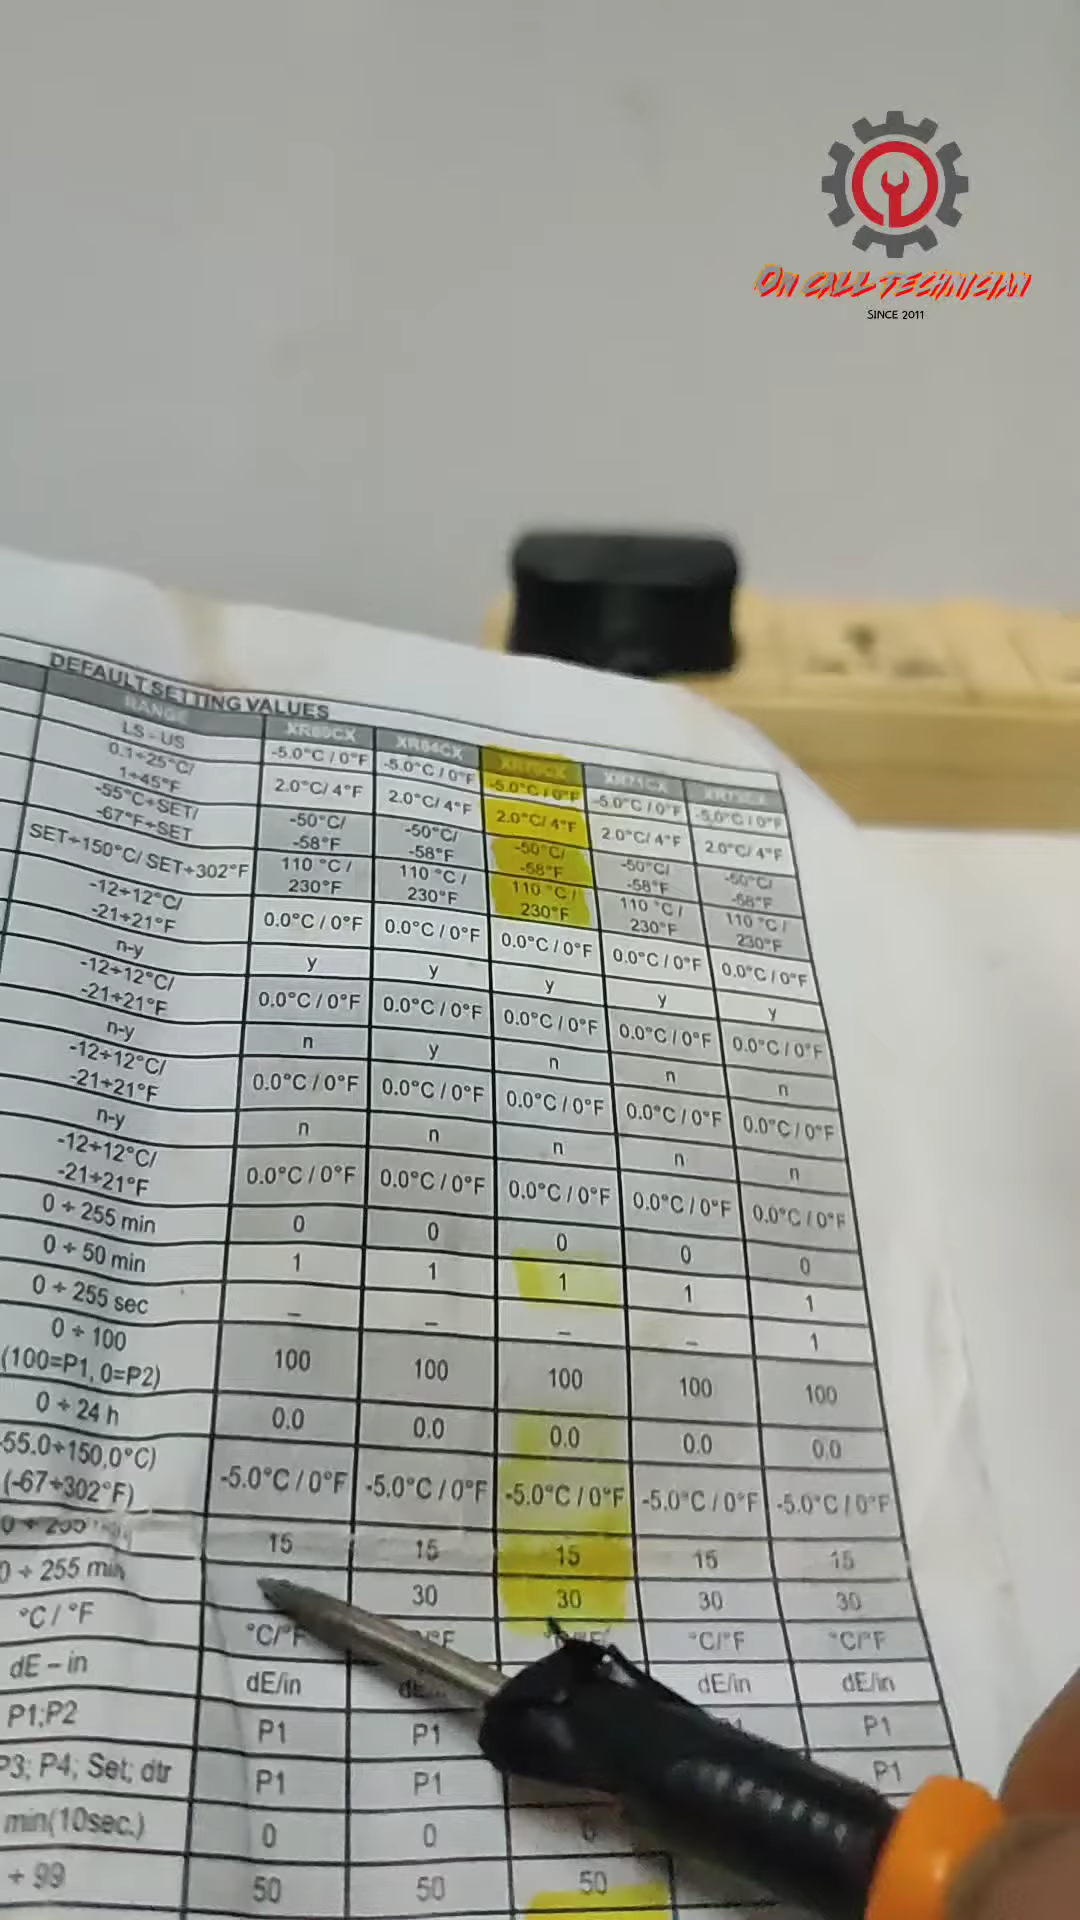 ON CALL TECHNICIAN
SINCE 2011
DEFAULT SETTING VALUES
RANGE XR60CX XR64CX XR70CX XR71CX XR72CX
LS - US -5.0°C / 0°F -5.0°C / 0°F -5.0°C / 0°F -5.0°C / 0°F -5.0°C / 0°F
0.1÷25°C/
1÷45°F 2.0°C/ 4°F 2.0°C/ 4°F 2.0°C/ 4°F 2.0°C/ 4°F 2.0°C/ 4°F
-55°C÷SET/ -50°C/ -50°C/ -50°C/ -50°C/ -50°C/
-67°F÷SET -58°F -58°F -58°F -58°F -58°F
SET÷150°C/ SET÷302°F 110 °C / 110 °C / 110 °C / 110 °C / 110 °C /
230°F 230°F 230°F 230°F 230°F
-12÷12°C/
-21÷21°F 0.0°C / 0°F 0.0°C / 0°F 0.0°C / 0°F 0.0°C / 0°F 0.0°C / 0°F
n-y y y y y y
-12÷12°C/
-21÷21°F 0.0°C / 0°F 0.0°C / 0°F 0.0°C / 0°F 0.0°C / 0°F 0.0°C / 0°F
n-y n y n n n
-12÷12°C/
-21÷21°F 0.0°C / 0°F 0.0°C / 0°F 0.0°C / 0°F 0.0°C / 0°F 0.0°C / 0°F
n-y n n n n n
-12÷12°C/
-21÷21°F 0.0°C / 0°F 0.0°C / 0°F 0.0°C / 0°F 0.0°C / 0°F 0.0°C / 0°F
0 ÷ 255 min 0 0 0 0 0
0 ÷ 50 min 1 1 1 1 1
0 ÷ 255 sec – – – – 1
0 ÷ 100
(100=P1, 0=P2) 100 100 100 100 100
0 ÷ 24 h 0.0 0.0 0.0 0.0 0.0
-55.0÷150,0°C)
(-67÷302°F) -5.0°C / 0°F -5.0°C / 0°F -5.0°C / 0°F -5.0°C / 0°F -5.0°C / 0°F
0 ÷ 255 15 15 15 15 15
0 ÷ 255 min 30 30 30 30
°C / °F °C/°F °/°F °C/°F °C/°F °C/°F
dE – in dE/in dE/in dE/in
P1;P2 P1 P1 P1
P3; P4; Set; dtr P1 P1 P1
min(10sec.) 0 0 0
÷ 99 50 50 50